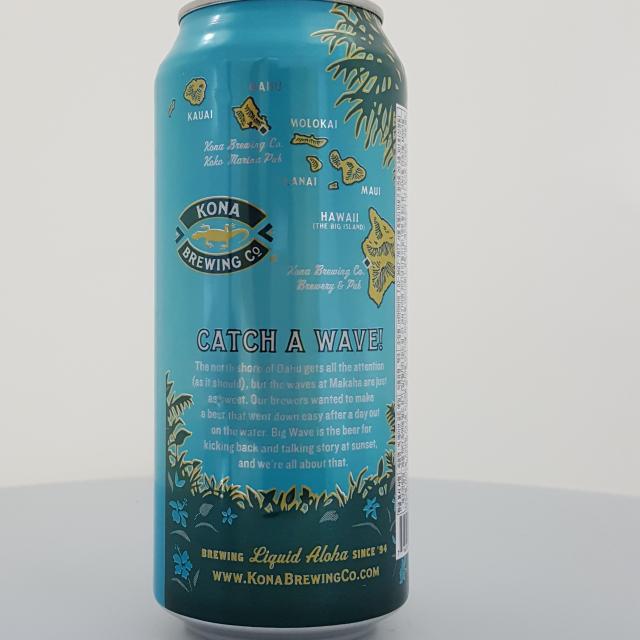 OAHU
KAUAI
MOLOKAI
Kona Brewing Co.
Koko Marina Pub
LANAI
MAUI
HAWAII
(THE BIG ISLAND)
KONA
BREWING CO
Kona Brewing Co.
Brewery & Pub
CATCH A WAVE!
The north shore of Oahu gets all the attention
(as it should), but the waves at Makaha are just
as sweet. Our brewers wanted to make
a beer that went down easy after a day out
on the water. Big Wave is the beer for
kicking back and talking story at sunset,
and we're all about that.
BREWING Liquid Aloha SINCE '94
WWW.KONABREWINGCO.COM